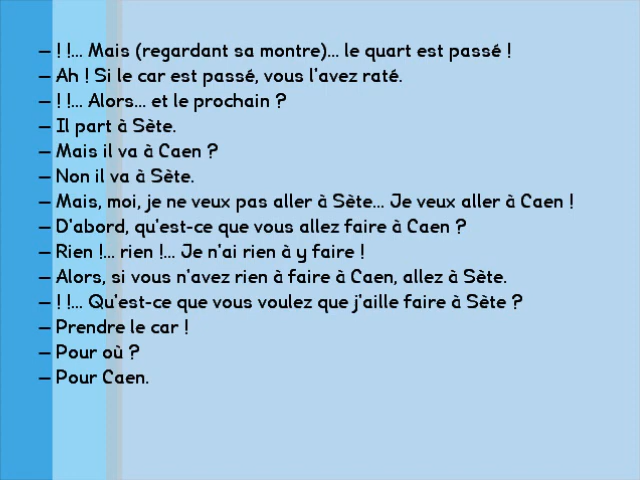 – ! !... Mais (regardant sa montre)... le quart est passé !
– Ah ! Si le car est passé, vous l'avez raté.
– ! !... Alors... et le prochain ?
– Il part à Sète.
– Mais il va à Caen ?
– Non il va à Sète.
– Mais, moi, je ne veux pas aller à Sète... Je veux aller à Caen !
– D'abord, qu'est-ce que vous allez faire à Caen ?
– Rien !... rien !... Je n'ai rien à y faire !
– Alors, si vous n'avez rien à faire à Caen, allez à Sète.
– ! !... Qu'est-ce que vous voulez que j'aille faire à Sète ?
– Prendre le car !
– Pour où ?
– Pour Caen.